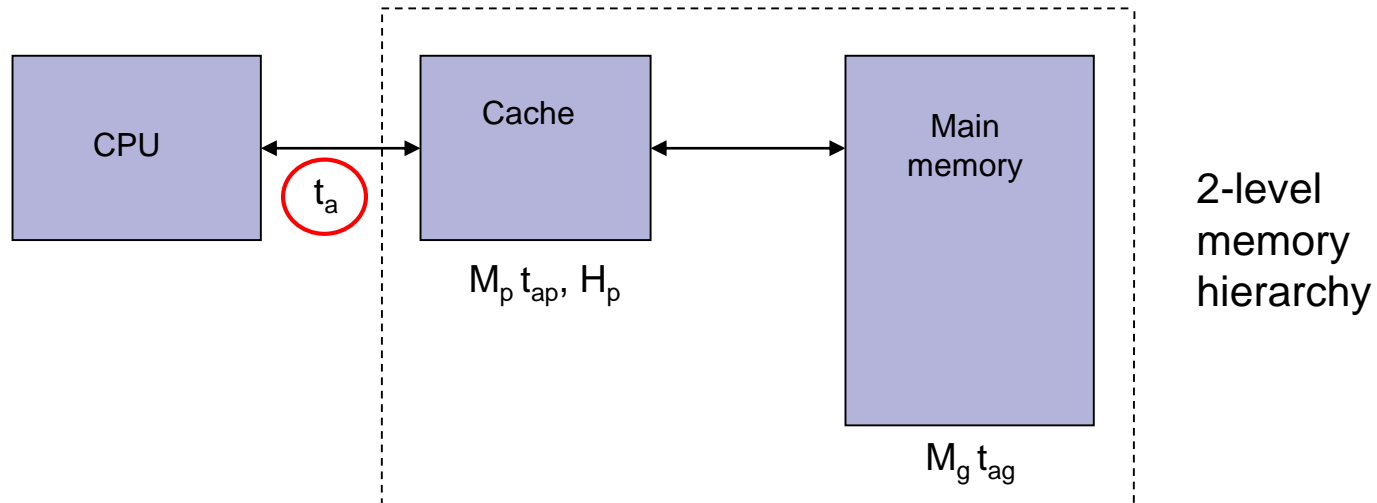 CPU
t_a
Cache
M_p t_ap, H_p
Main
memory
M_g t_ag
2-level
memory
hierarchy